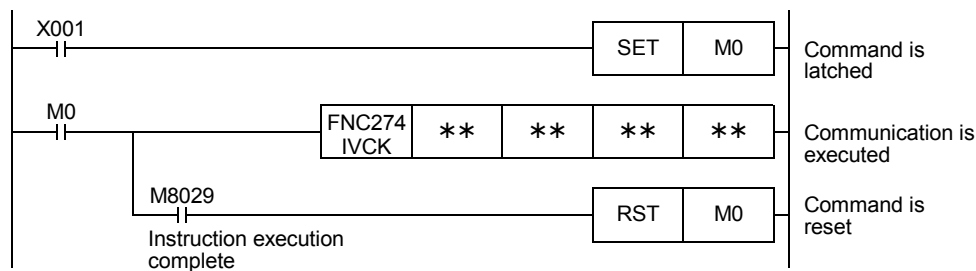 X001
SET M0
Command is
latched
M0
FNC274
IVCK
** ** ** **
Communication is
executed
M8029
RST M0
Command is
reset
Instruction execution
complete